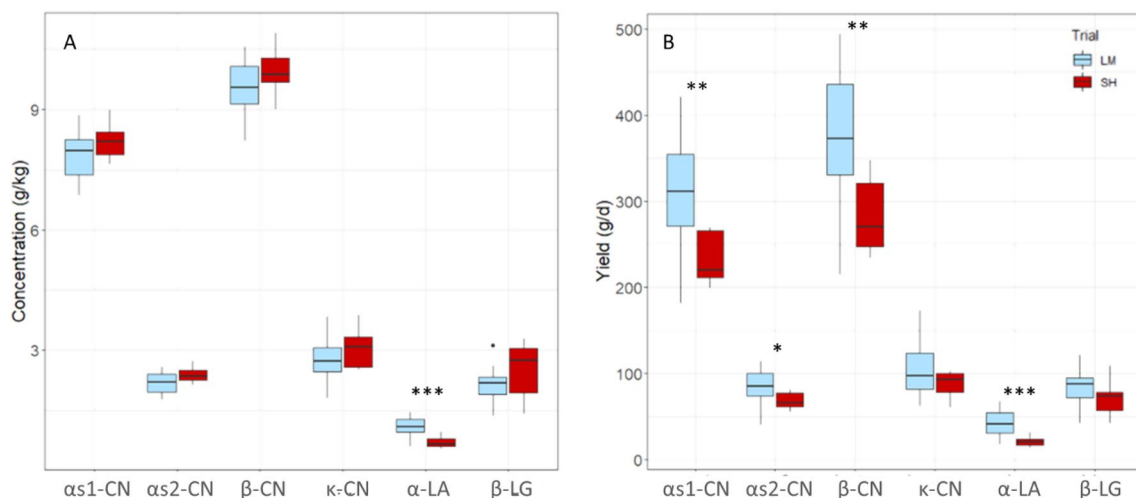 A
Concentration (g/kg)
9
6
3
***
αs1-CN αs2-CN β-CN κ-CN α-LA β-LG
B
Trial
LM
SH
Yield (g/d)
500
400
300
200
100
0
**
*
**
***
αs1-CN αs2-CN β-CN κ-CN α-LA β-LG